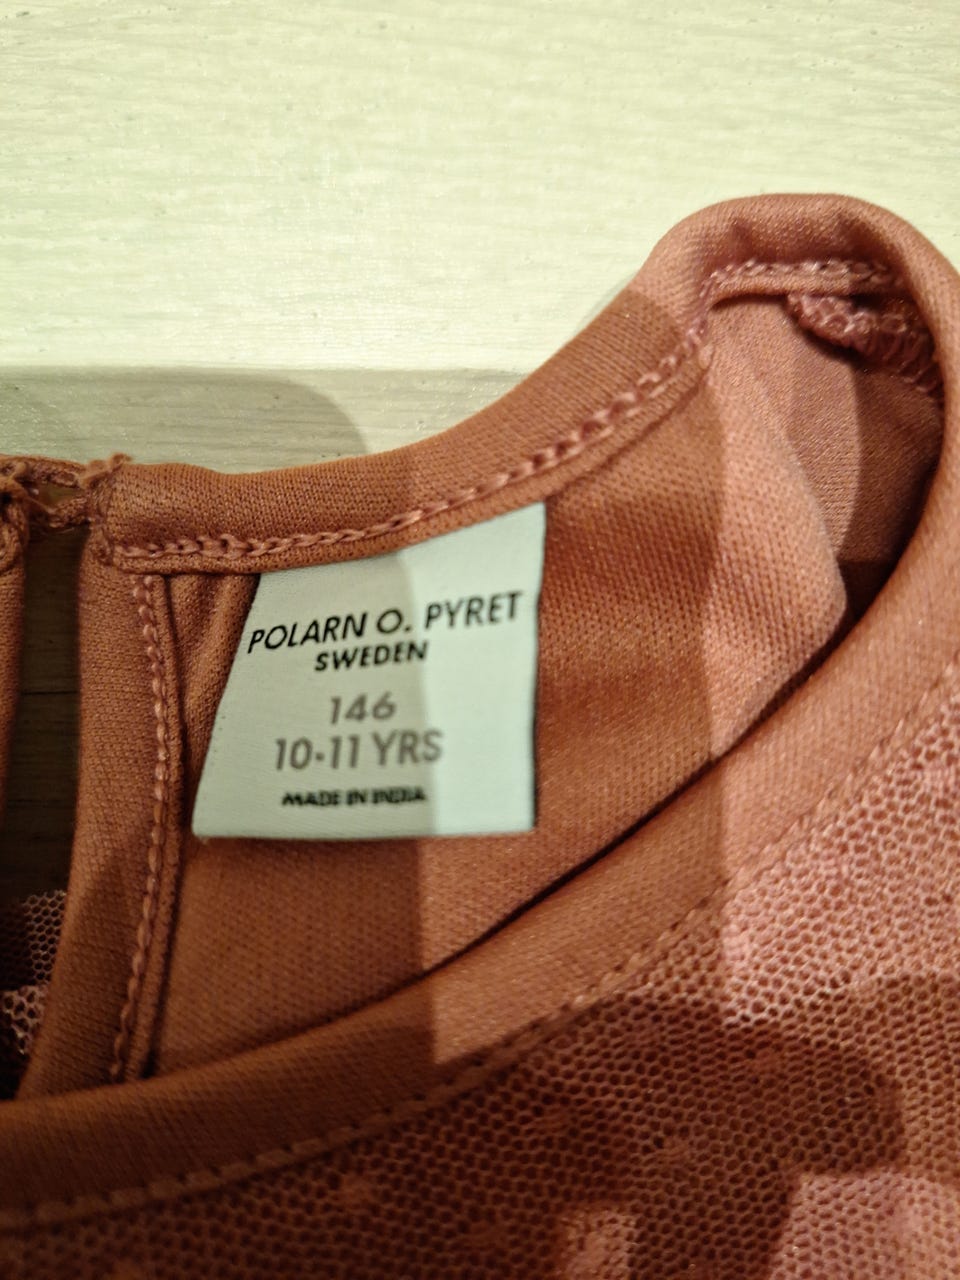 POLARN O. PYRET
SWEDEN
146
10-11 YRS
MADE IN INDIA